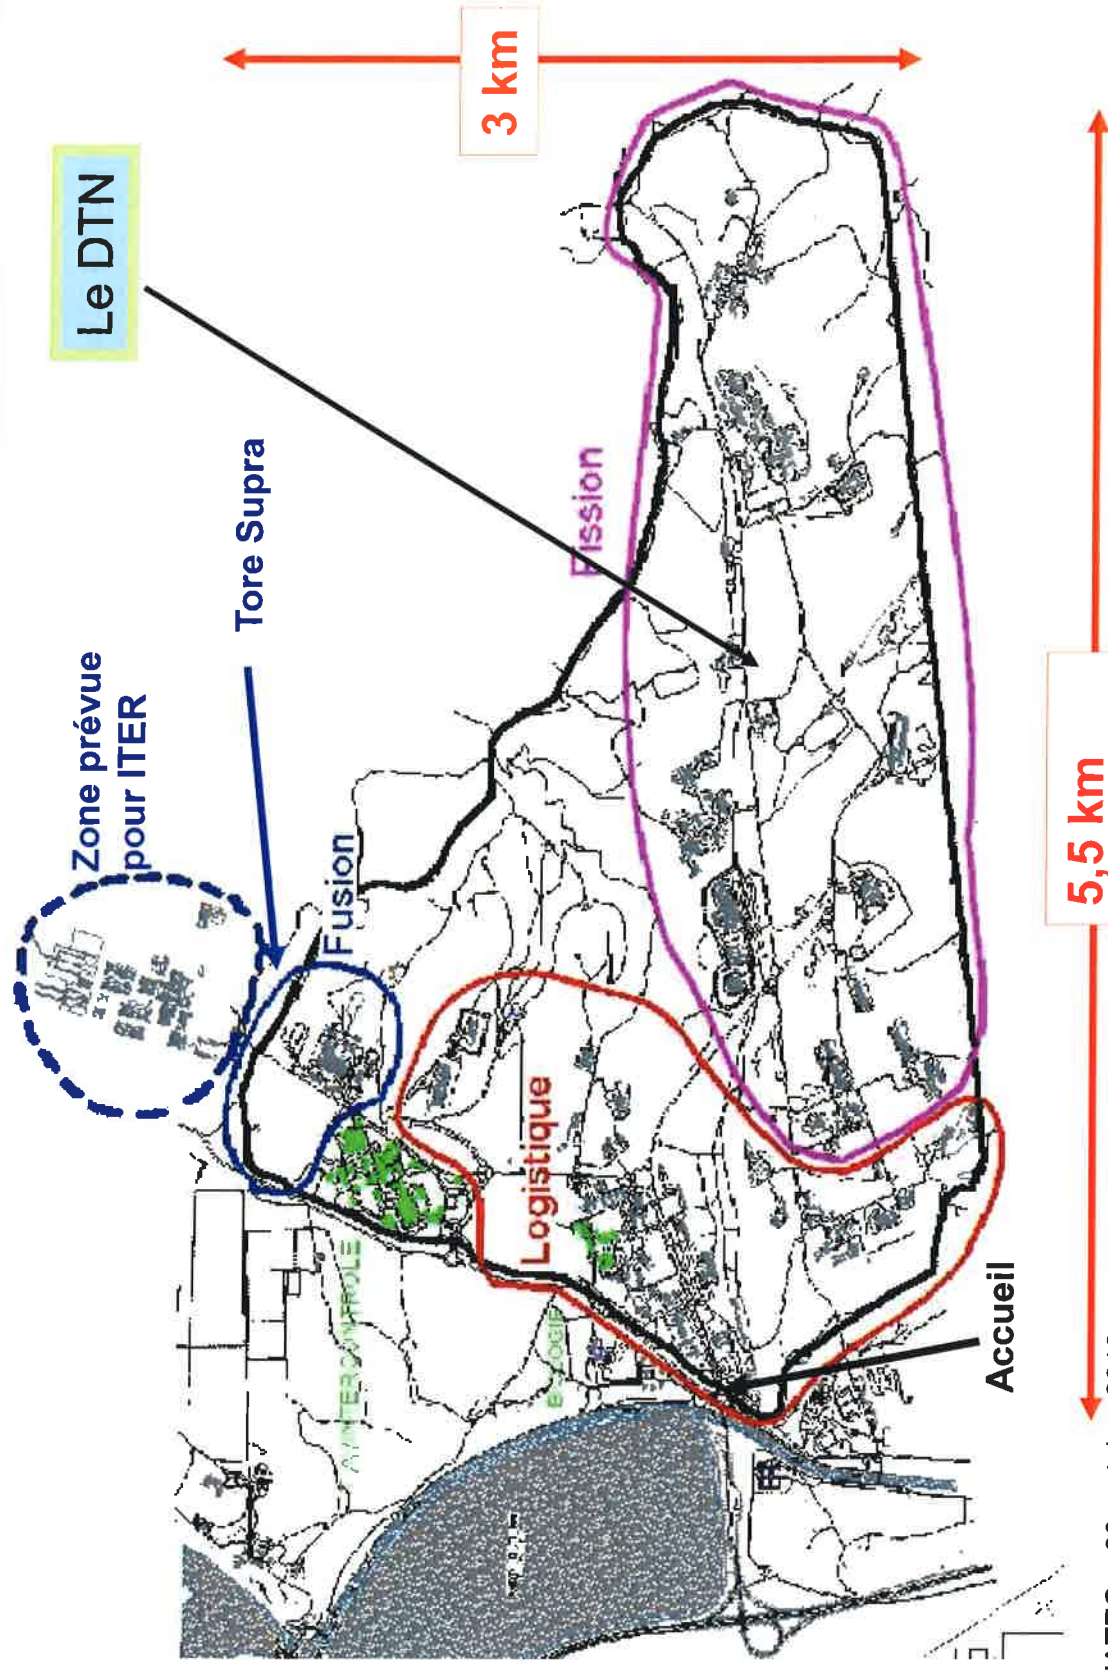 Le DTN
3 km
Zone prévue
pour ITER
Tore Supra
Fusion
Fission
Logistique
Accueil
5,5 km